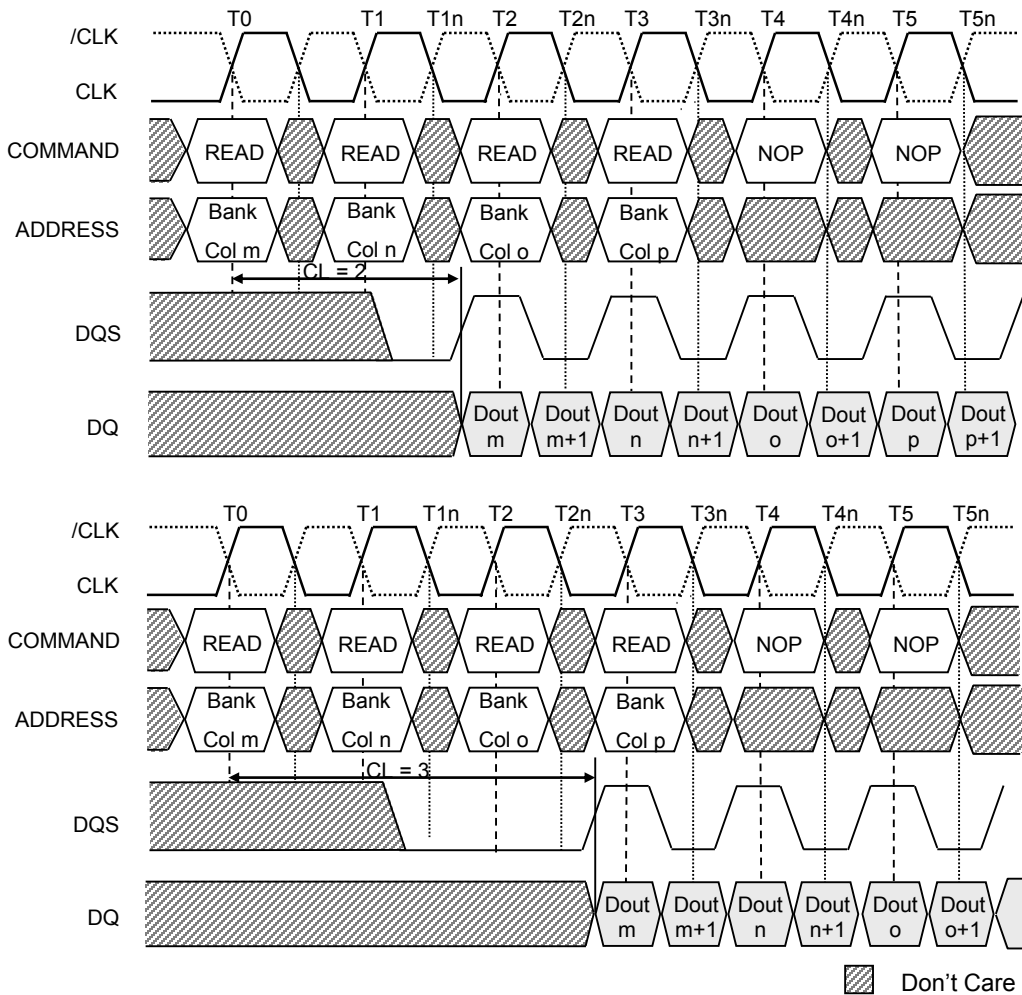 T0 T1 T1n T2 T2n T3 T3n T4 T4n T5 T5n
/CLK
CLK
COMMAND READ READ READ READ NOP NOP
ADDRESS Bank Col m Bank Col n Bank Col o Bank Col p
CL = 2
DQS
DQ Dout m Dout m+1 Dout n Dout n+1 Dout o Dout o+1 Dout p Dout p+1
T0 T1 T1n T2 T2n T3 T3n T4 T4n T5 T5n
/CLK
CLK
COMMAND READ READ READ READ NOP NOP
ADDRESS Bank Col m Bank Col n Bank Col o Bank Col p
CL = 3
DQS
DQ Dout m Dout m+1 Dout n Dout n+1 Dout o Dout o+1
Don't Care